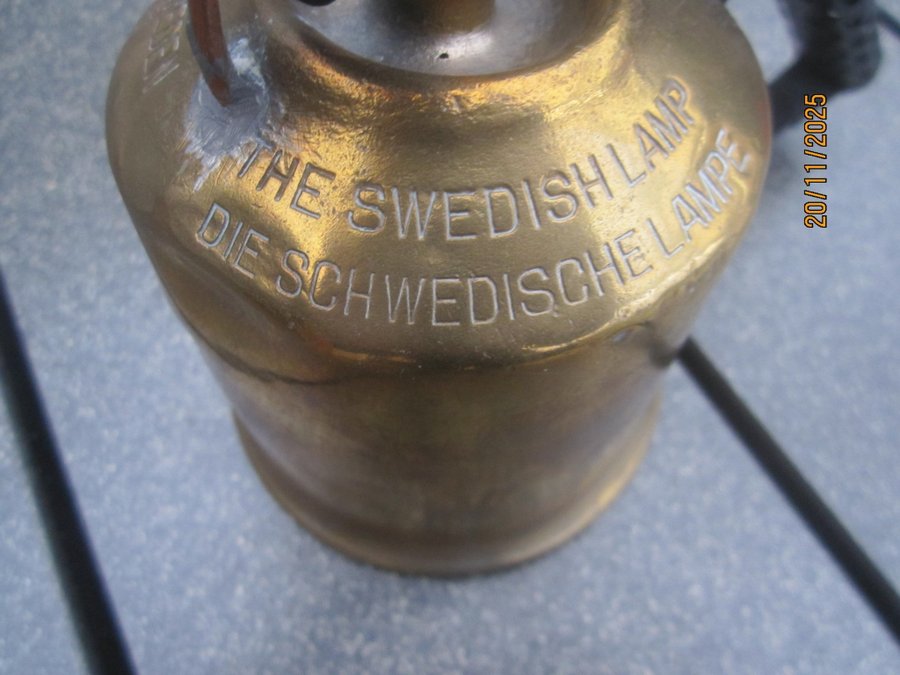 THE SWEDISH LAMP
DIE SCHWEDISCHE LAMPE
20/11/2025